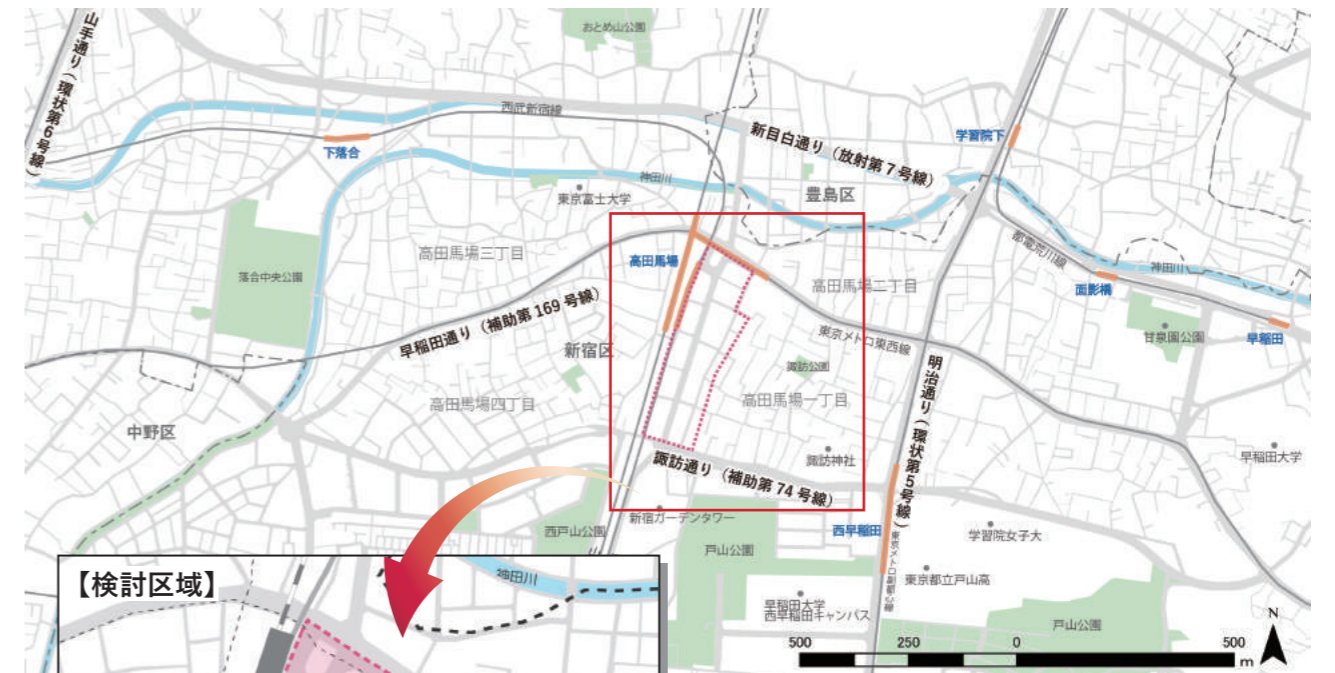 おとめ山公園
山手通り（環状第6号線）
西武新宿線
下落合
新目白通り（放射第7号線）
学習院下
神田川
東京富士大学
豊島区
高田馬場三丁目
高田馬場
落合中央公園
高田馬場二丁目
都電荒川線
神田川
面影橋
早稲田通り（補助第169号線）
東京メトロ東西線
甘泉園公園
早稲田
新宿区
諏訪公園
明治通り（環状第5号線）
高田馬場四丁目
高田馬場一丁目
中野区
諏訪神社
早稲田大学
諏訪通り（補助第74号線）
新宿ガーデンタワー
西戸山公園
西早稲田
学習院女子大
戸山公園
【検討区域】
神田川
東京都立戸山高
早稲田大学
西早稲田キャンパス
戸山公園
N
500 250 0 500
m